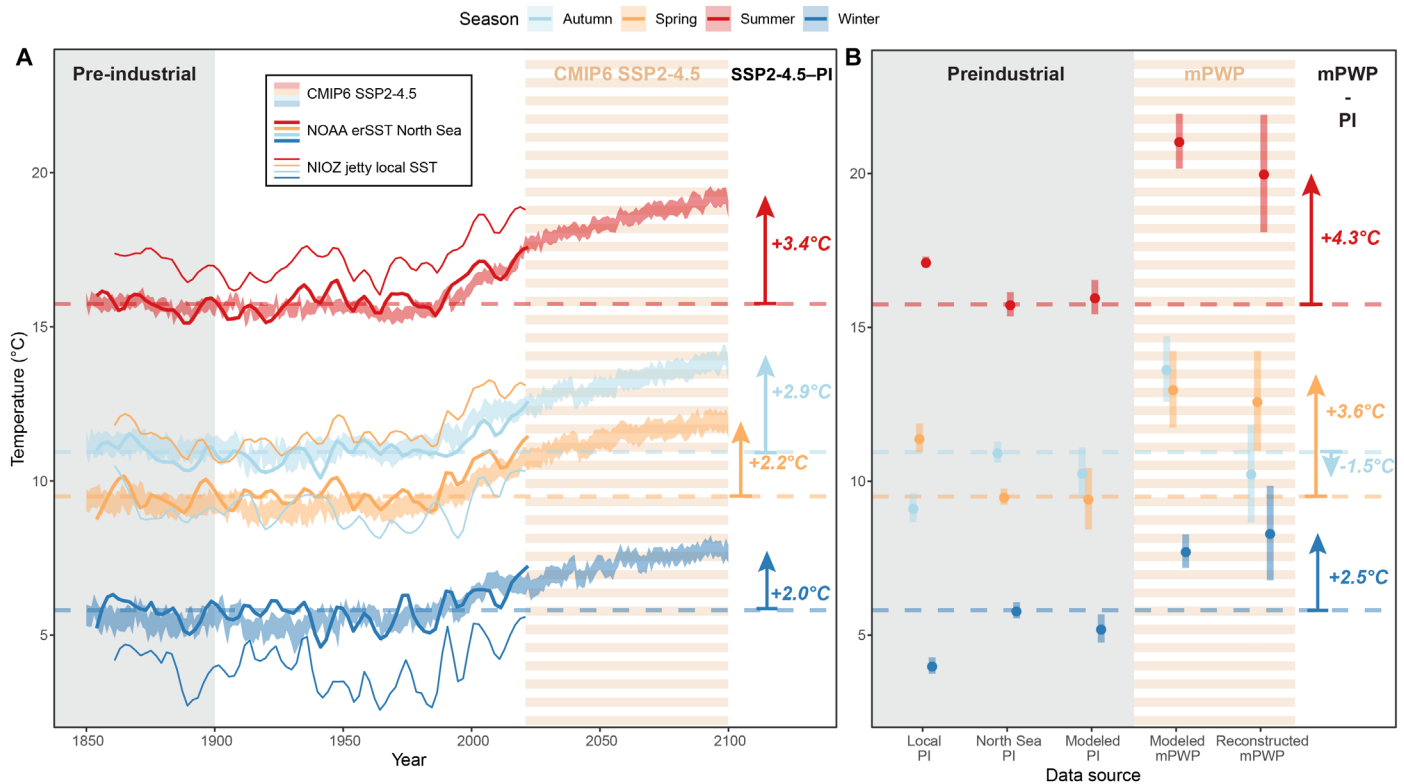 Season Autumn Spring Summer Winter
A
Pre-industrial
CMIP6 SSP2-4.5
SSP2-4.5–PI
CMIP6 SSP2-4.5
NOAA erSST North Sea
NIOZ jetty local SST
+3.4°C
+2.9°C
+2.2°C
+2.0°C
Temperature (°C)
20
15
10
5
1850 1900 1950 2000 2050 2100
Year
B
Preindustrial
mPWP
mPWP
-
PI
+4.3°C
+3.6°C
-1.5°C
+2.5°C
20
15
10
5
Local
PI
North Sea
PI
Modeled
PI
Modeled
mPWP
Reconstructed
mPWP
Data source